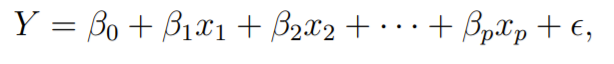 Y = β₀ + β₁x₁ + β₂x₂ + ··· + βₚxₚ + ϵ,